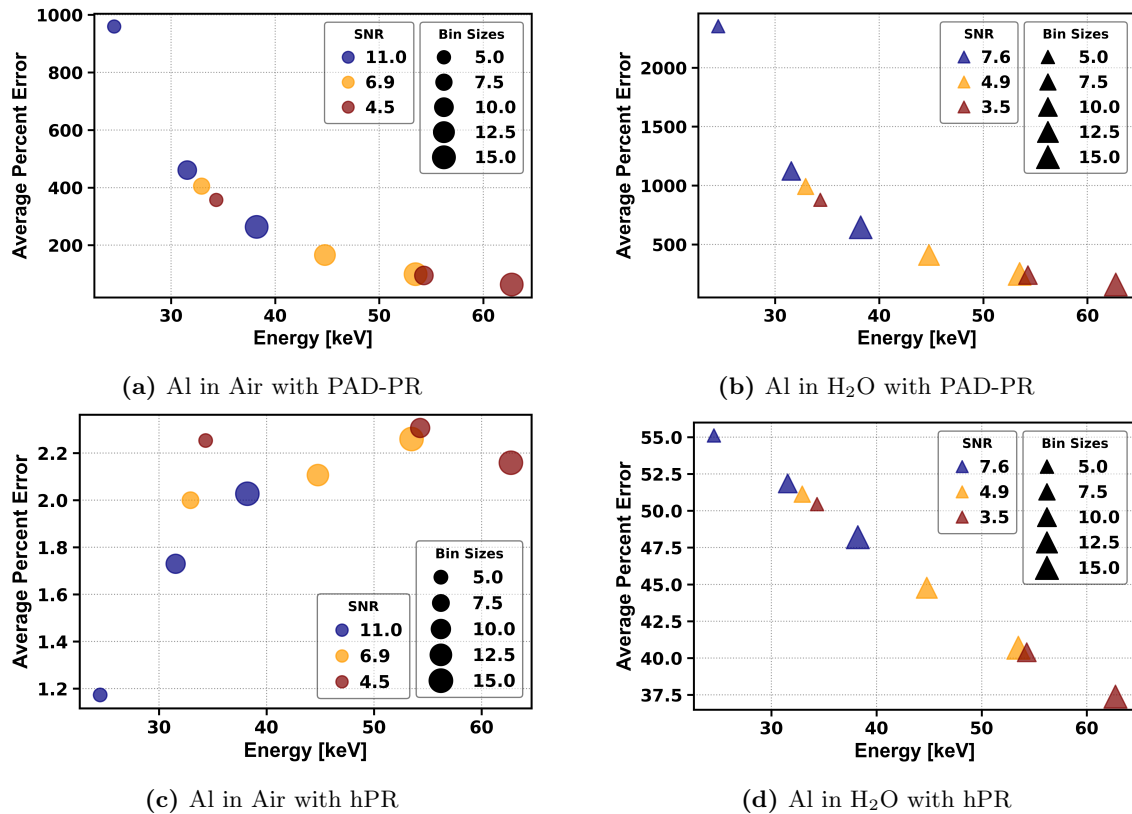 1000
800
600
400
200
Average Percent Error
30 40 50 60
Energy [keV]
SNR
11.0
6.9
4.5
Bin Sizes
5.0
7.5
10.0
12.5
15.0
(a) Al in Air with PAD-PR
2000
1500
1000
500
Average Percent Error
30 40 50 60
Energy [keV]
SNR
7.6
4.9
3.5
Bin Sizes
5.0
7.5
10.0
12.5
15.0
(b) Al in H₂O with PAD-PR
2.2
2.0
1.8
1.6
1.4
1.2
Average Percent Error
30 40 50 60
Energy [keV]
SNR
11.0
6.9
4.5
Bin Sizes
5.0
7.5
10.0
12.5
15.0
(c) Al in Air with hPR
55.0
52.5
50.0
47.5
45.0
42.5
40.0
37.5
Average Percent Error
30 40 50 60
Energy [keV]
SNR
7.6
4.9
3.5
Bin Sizes
5.0
7.5
10.0
12.5
15.0
(d) Al in H₂O with hPR